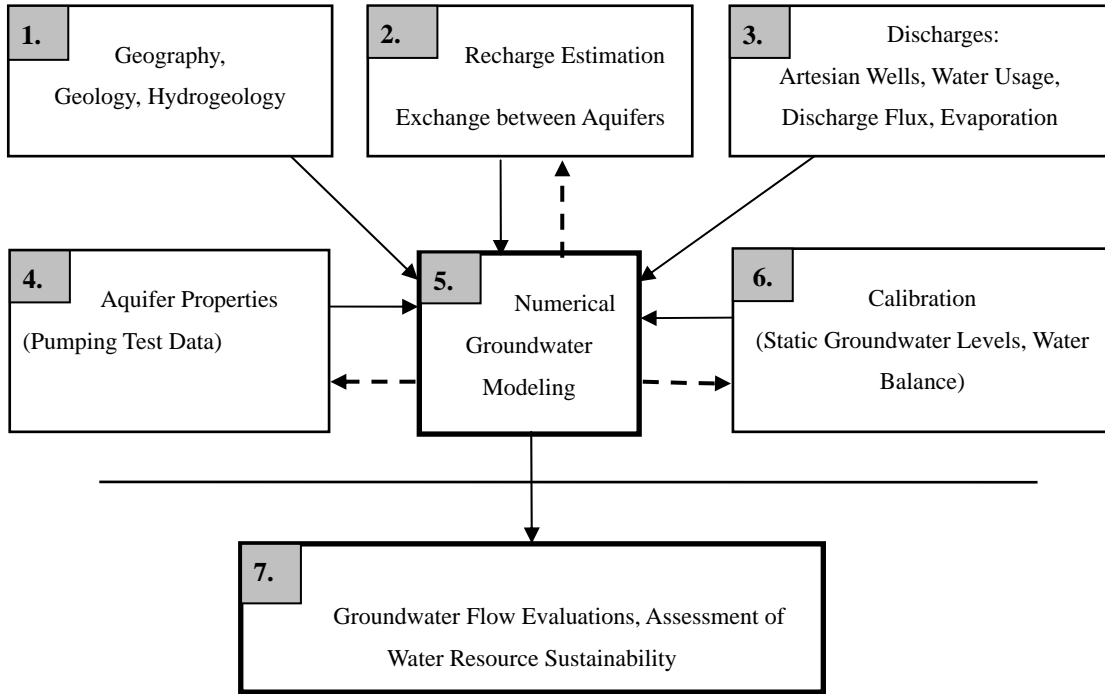 1.
Geography,
Geology, Hydrogeology
2.
Recharge Estimation
Exchange between Aquifers
3.
Discharges:
Artesian Wells, Water Usage,
Discharge Flux, Evaporation
4.
Aquifer Properties
(Pumping Test Data)
5.
Numerical
Groundwater
Modeling
6.
Calibration
(Static Groundwater Levels, Water
Balance)
7.
Groundwater Flow Evaluations, Assessment of
Water Resource Sustainability